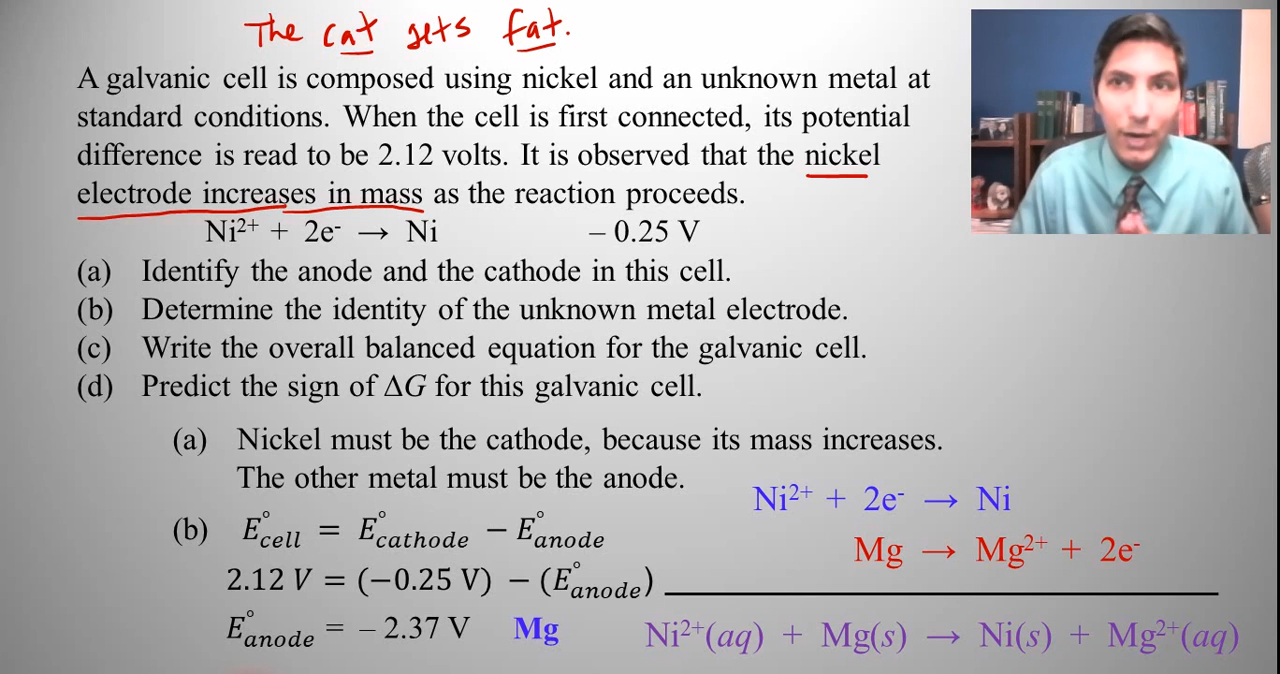 The cat gets fat.
A galvanic cell is composed using nickel and an unknown metal at
standard conditions. When the cell is first connected, its potential
difference is read to be 2.12 volts. It is observed that the nickel
electrode increases in mass as the reaction proceeds.
Ni²⁺ + 2e⁻ → Ni − 0.25 V
(a) Identify the anode and the cathode in this cell.
(b) Determine the identity of the unknown metal electrode.
(c) Write the overall balanced equation for the galvanic cell.
(d) Predict the sign of ΔG for this galvanic cell.
(a) Nickel must be the cathode, because its mass increases.
The other metal must be the anode.
Ni²⁺ + 2e⁻ → Ni
(b) E°cell = E°cathode − E°anode
Mg → Mg²⁺ + 2e⁻
2.12 V = (−0.25 V) − (E°anode)
E°anode = − 2.37 V Mg
Ni²⁺(aq) + Mg(s) → Ni(s) + Mg²⁺(aq)